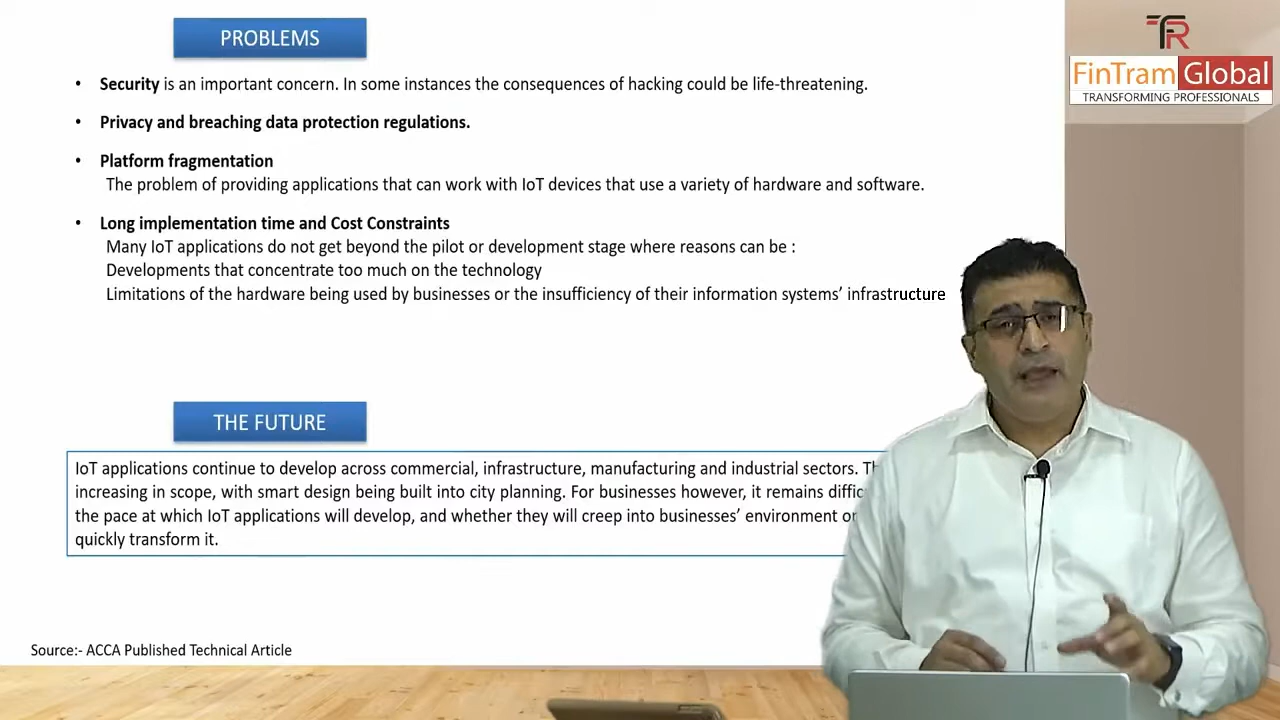 PROBLEMS
• Security is an important concern. In some instances the consequences of hacking could be life-threatening.
• Privacy and breaching data protection regulations.
• Platform fragmentation
The problem of providing applications that can work with IoT devices that use a variety of hardware and software.
• Long implementation time and Cost Constraints
Many IoT applications do not get beyond the pilot or development stage where reasons can be :
Developments that concentrate too much on the technology
Limitations of the hardware being used by businesses or the insufficiency of their information systems’ infrastructure
THE FUTURE
IoT applications continue to develop across commercial, infrastructure, manufacturing and industrial sectors.
increasing in scope, with smart design being built into city planning. For businesses however, it remains
the pace at which IoT applications will develop, and whether they will creep into businesses’ environment
quickly transform it.
Source:- ACCA Published Technical Article
FR
FinTram Global
TRANSFORMING PROFESSIONALS